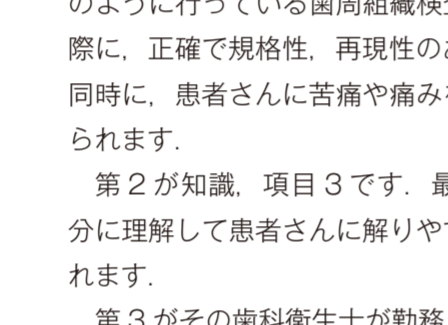 のように行っている歯周組織検
際に，正確で規格性，再現性の
同時に，患者さんに苦痛や痛み
られます．
第2が知識，項目3です．最
分に理解して患者さんに解りや
れます．
第3がその歯科衛生士が勤務